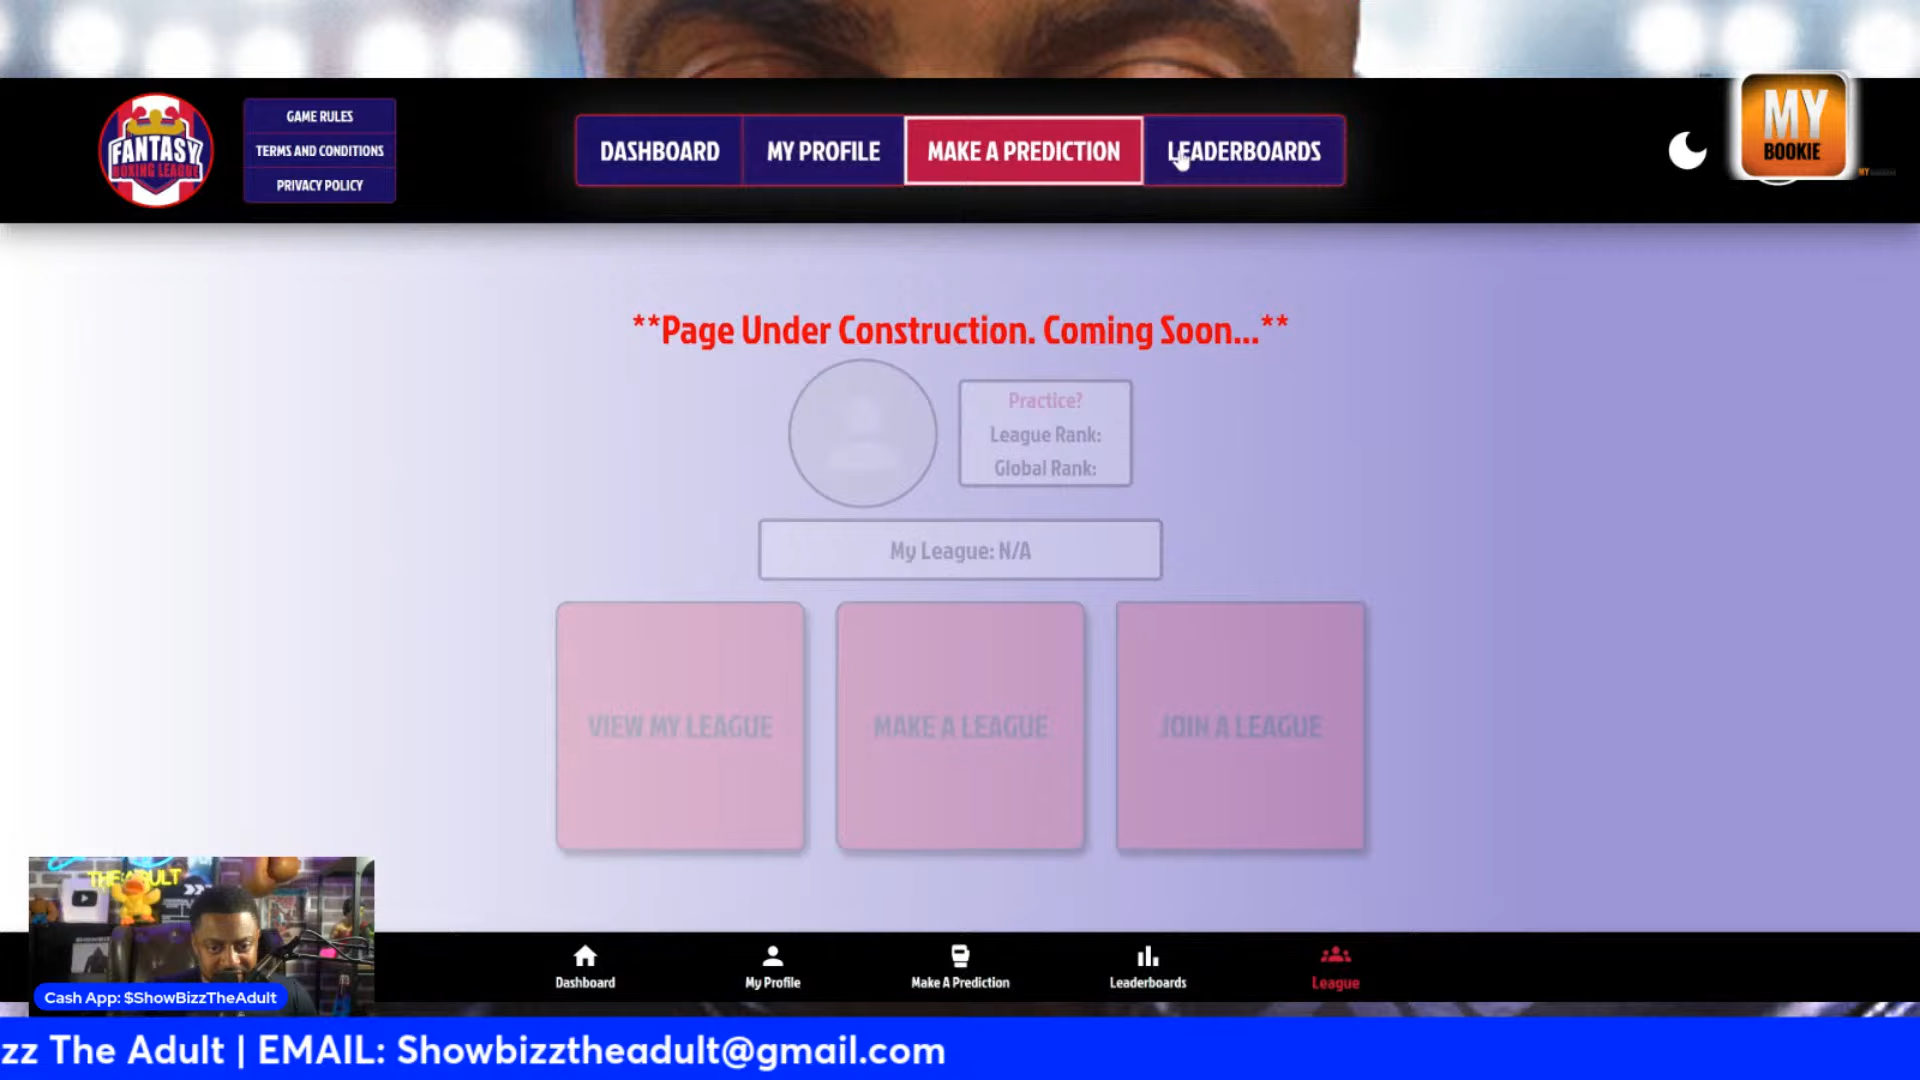 GAME RULES
TERMS AND CONDITIONS
PRIVACY POLICY
FANTASY
BOXING LEAGUE
DASHBOARD
MY PROFILE
MAKE A PREDICTION
LEADERBOARDS
MY
BOOKIE
**Page Under Construction. Coming Soon...**
Practice?
League Rank:
Global Rank:
My League: N/A
VIEW MY LEAGUE
MAKE A LEAGUE
JOIN A LEAGUE
Dashboard
My Profile
Make A Prediction
Leaderboards
League
Cash App: $ShowBizzTheAdult
zz The Adult | EMAIL: Showbizztheadult@gmail.com